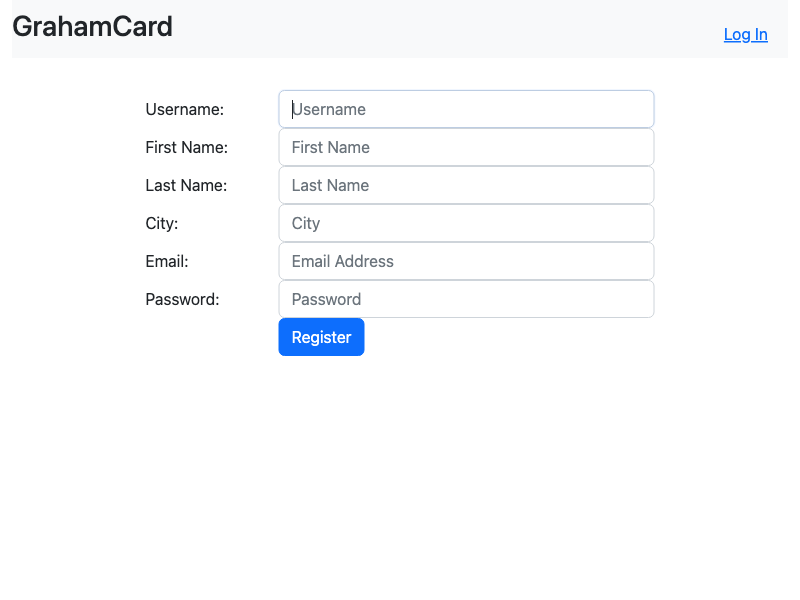 GrahamCard
Log In
Username: Username
First Name: First Name
Last Name: Last Name
City: City
Email: Email Address
Password: Password
Register